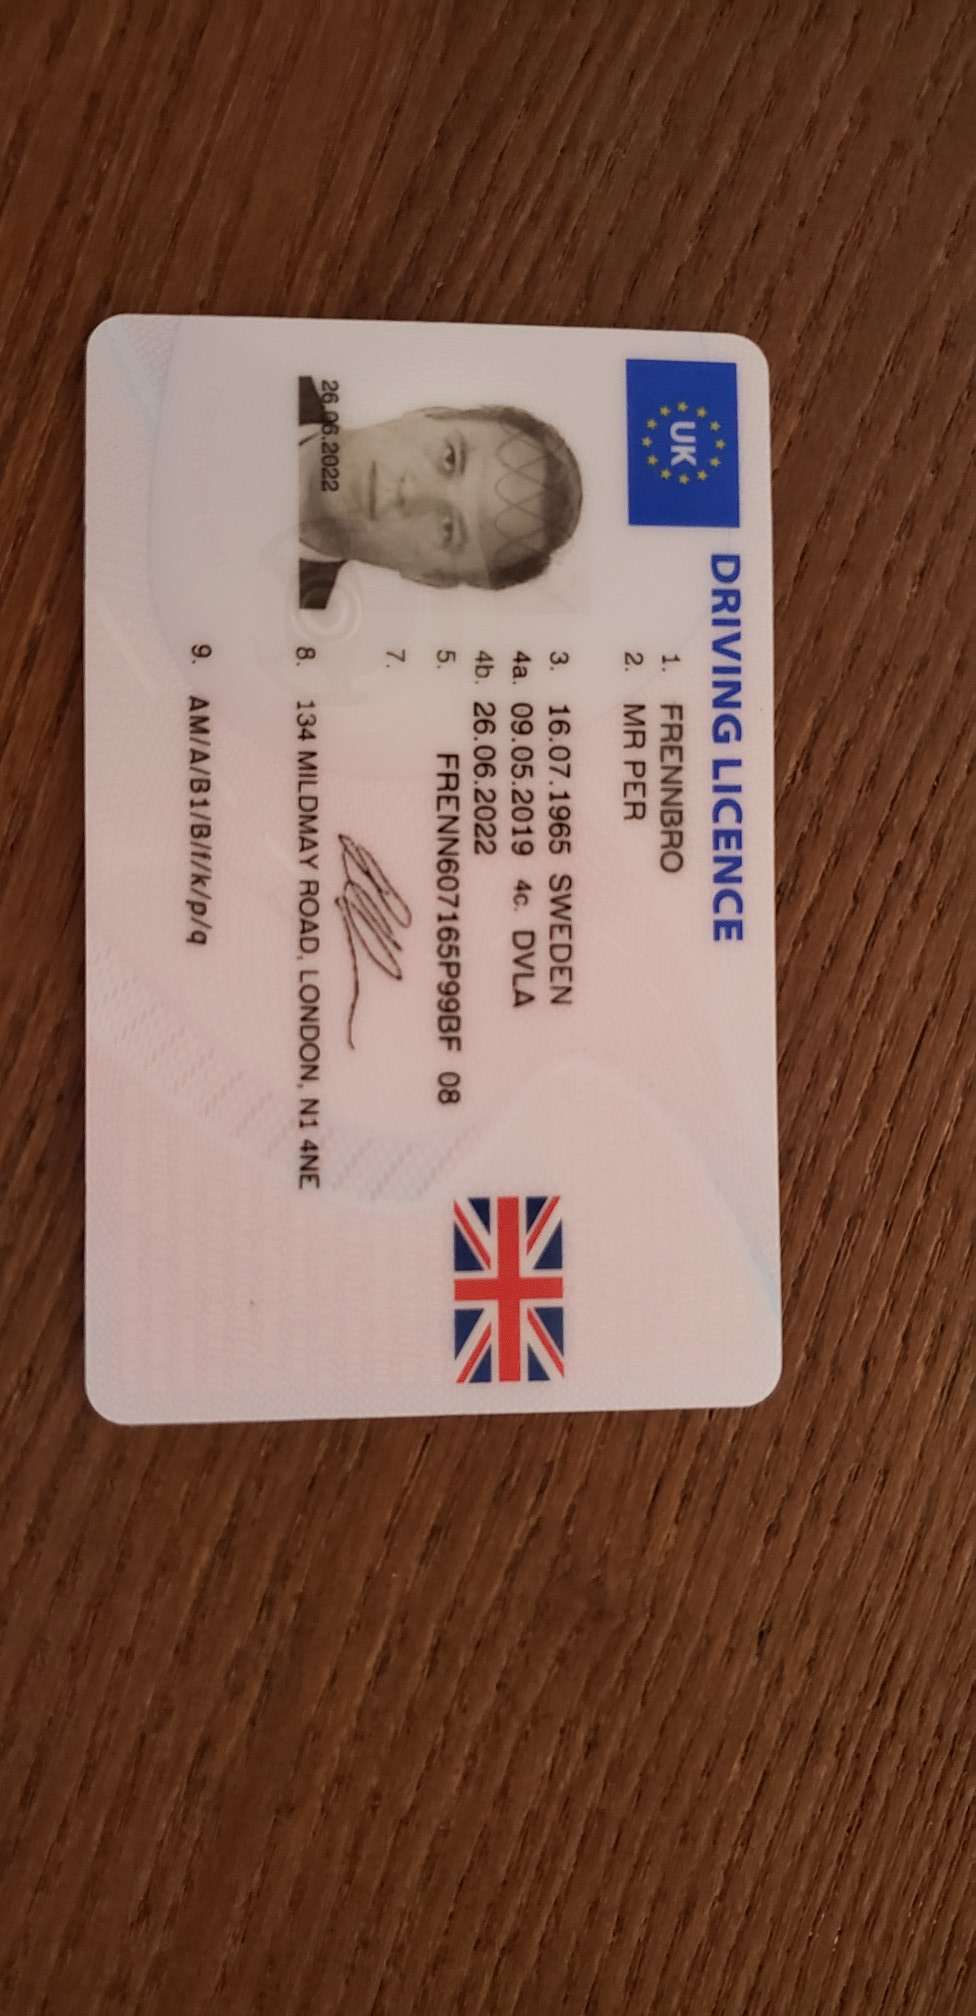 UK
DRIVING LICENCE
1. FRENNBRO
2. MR PER
3. 16.07.1965 SWEDEN
4a. 09.05.2019 4c. DVLA
4b. 26.06.2022
5. FRENN607165P99BF 08
7.
26.06.2022
8. 134 MILDMAY ROAD, LONDON, N1 4NE
9. AM/A/B1/B/f/k/p/q